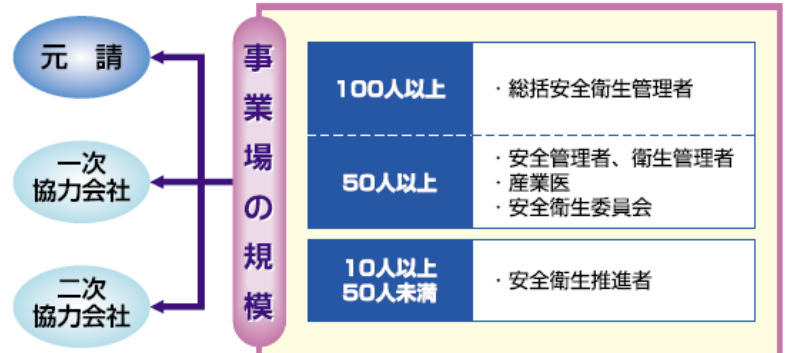 元 請
一次
協力会社
二次
協力会社
事業場の規模
100人以上
・総括安全衛生管理者
50人以上
・安全管理者、衛生管理者
・産業医
・安全衛生委員会
10人以上
50人未満
・安全衛生推進者